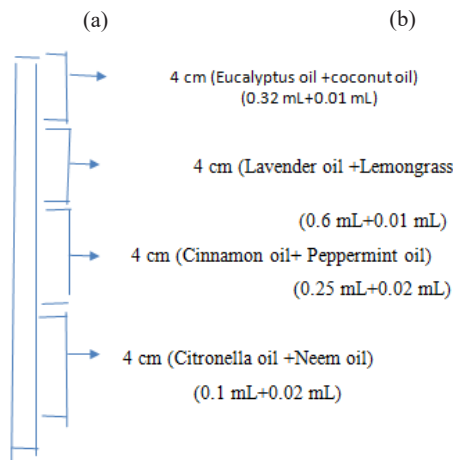 (a) (b)
4 cm (Eucalyptus oil +coconut oil)
(0.32 mL+0.01 mL)
4 cm (Lavender oil +Lemongrass
(0.6 mL+0.01 mL)
4 cm (Cinnamon oil+ Peppermint oil)
(0.25 mL+0.02 mL)
4 cm (Citronella oil +Neem oil)
(0.1 mL+0.02 mL)